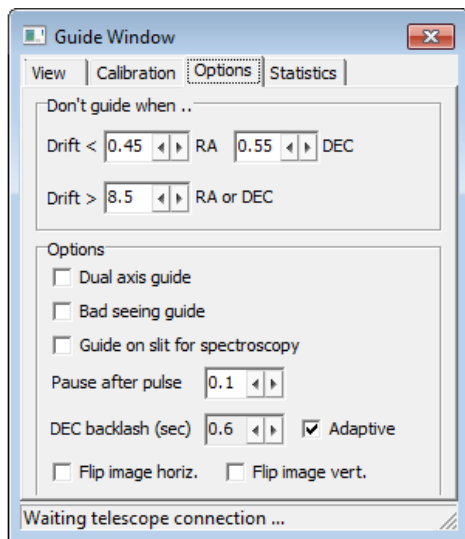 Guide Window
View Calibration Options Statistics
Don't guide when ..
Drift < 0.45 RA 0.55 DEC
Drift > 8.5 RA or DEC
Options
Dual axis guide
Bad seeing guide
Guide on slit for spectroscopy
Pause after pulse 0.1
DEC backlash (sec) 0.6 Adaptive
Flip image horiz. Flip image vert.
Waiting telescope connection ...